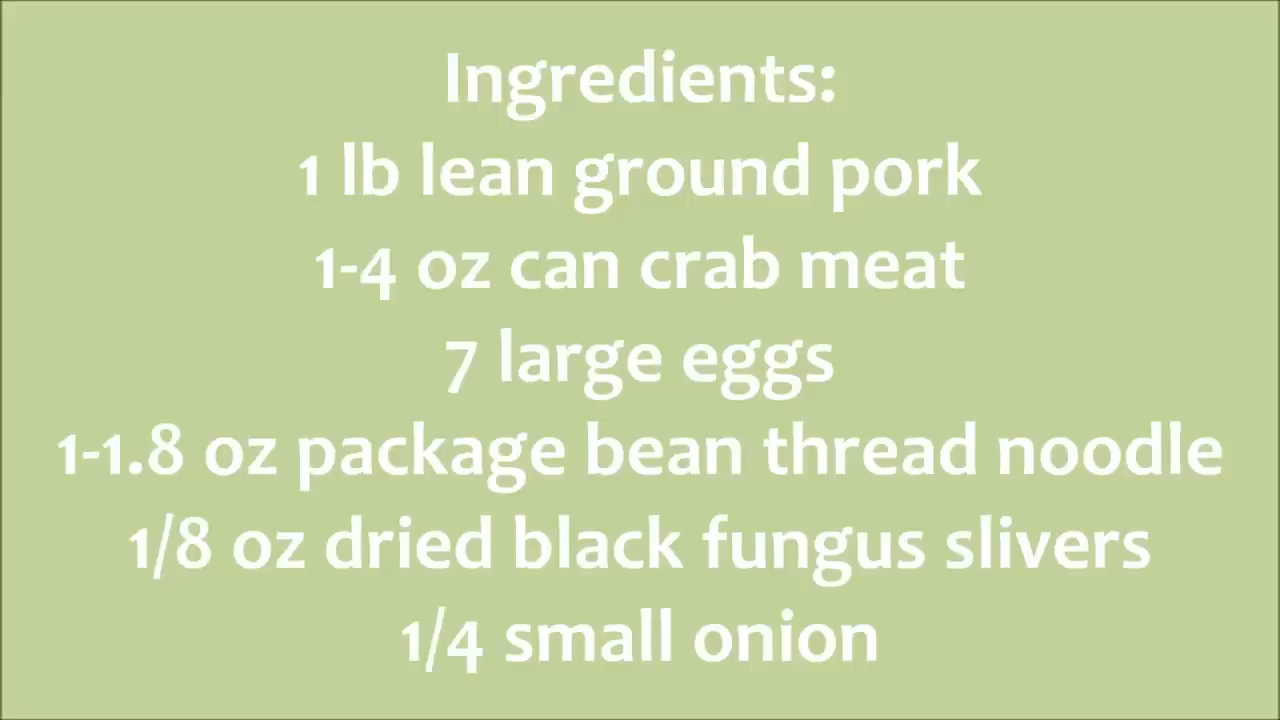 Ingredients:
1 lb lean ground pork
1-4 oz can crab meat
7 large eggs
1-1.8 oz package bean thread noodle
1/8 oz dried black fungus slivers
1/4 small onion